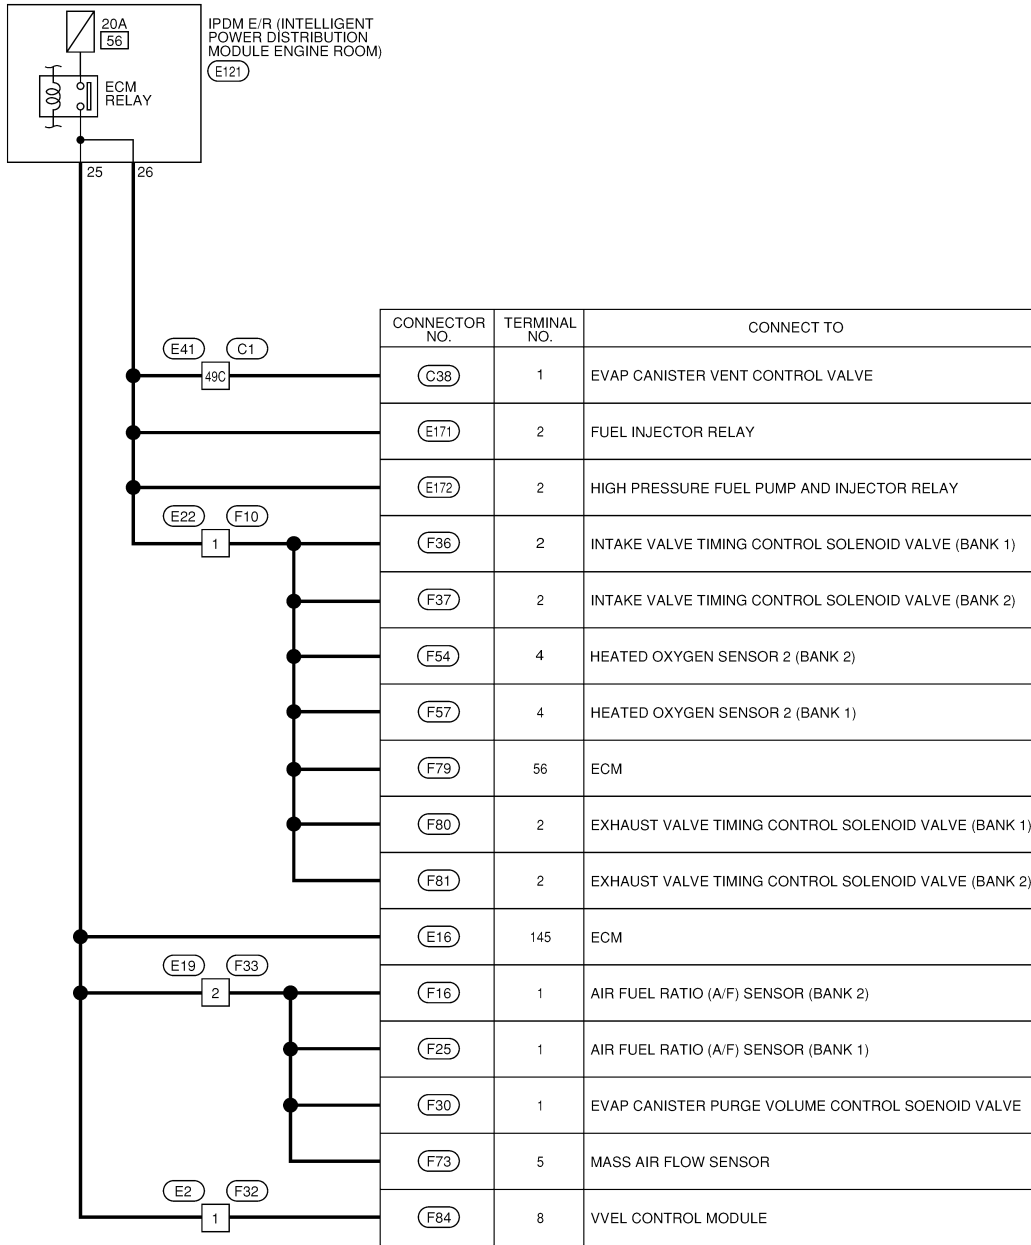 20A
56
IPDM E/R (INTELLIGENT
POWER DISTRIBUTION
MODULE ENGINE ROOM)
E121
ECM
RELAY
25 26
CONNECTOR NO. TERMINAL NO. CONNECT TO
E41 C1
49C C38 1 EVAP CANISTER VENT CONTROL VALVE
E171 2 FUEL INJECTOR RELAY
E172 2 HIGH PRESSURE FUEL PUMP AND INJECTOR RELAY
E22 F10
1 F36 2 INTAKE VALVE TIMING CONTROL SOLENOID VALVE (BANK 1)
F37 2 INTAKE VALVE TIMING CONTROL SOLENOID VALVE (BANK 2)
F54 4 HEATED OXYGEN SENSOR 2 (BANK 2)
F57 4 HEATED OXYGEN SENSOR 2 (BANK 1)
F79 56 ECM
F80 2 EXHAUST VALVE TIMING CONTROL SOLENOID VALVE (BANK 1)
F81 2 EXHAUST VALVE TIMING CONTROL SOLENOID VALVE (BANK 2)
E16 145 ECM
E19 F33
2 F16 1 AIR FUEL RATIO (A/F) SENSOR (BANK 2)
F25 1 AIR FUEL RATIO (A/F) SENSOR (BANK 1)
F30 1 EVAP CANISTER PURGE VOLUME CONTROL SOENOID VALVE
F73 5 MASS AIR FLOW SENSOR
E2 F32
1 F84 8 VVEL CONTROL MODULE